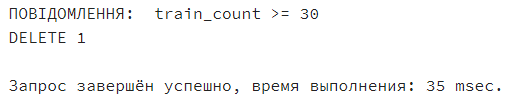 ПОВІДОМЛЕННЯ:  train_count >= 30
DELETE 1
Запрос завершён успешно, время выполнения: 35 msec.